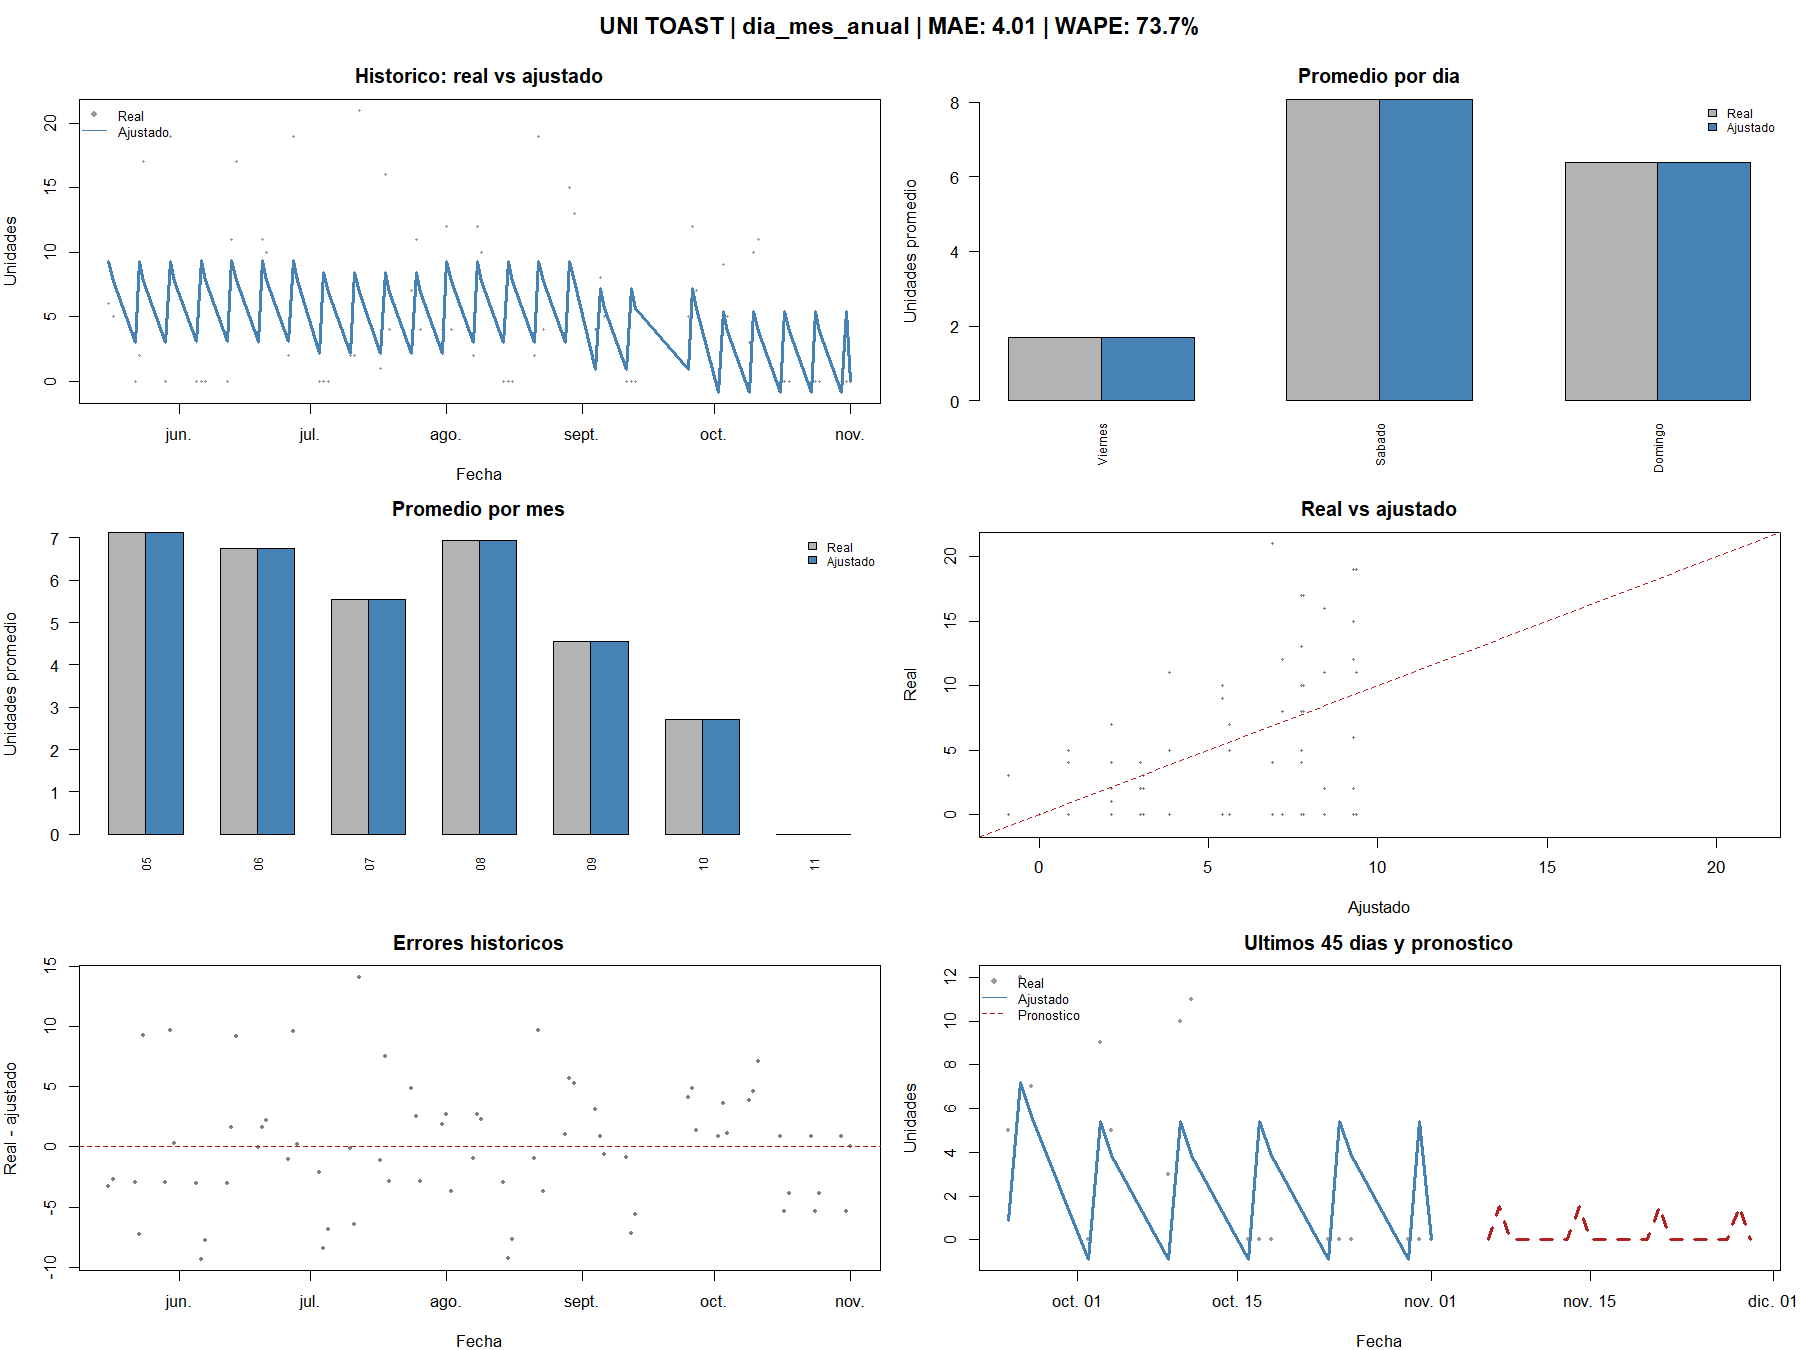 UNI TOAST | dia_mes_anual | MAE: 4.01 | WAPE: 73.7%
Historico: real vs ajustado
Real
Ajustado
Unidades
0
5
10
15
20
jun.
jul.
ago.
sept.
oct.
nov.
Fecha
Promedio por dia
Real
Ajustado
Unidades promedio
0
2
4
6
8
Viernes
Sabado
Domingo
Promedio por mes
Real
Ajustado
Unidades promedio
0
1
2
3
4
5
6
7
05
06
07
08
09
10
11
Real vs ajustado
Real
0
5
10
15
20
0
5
10
15
20
Ajustado
Errores historicos
Real - ajustado
-10
-5
0
5
10
15
jun.
jul.
ago.
sept.
oct.
nov.
Fecha
Ultimos 45 dias y pronostico
Real
Ajustado
Pronostico
Unidades
0
2
4
6
8
10
12
oct. 01
oct. 15
nov. 01
nov. 15
dic. 01
Fecha